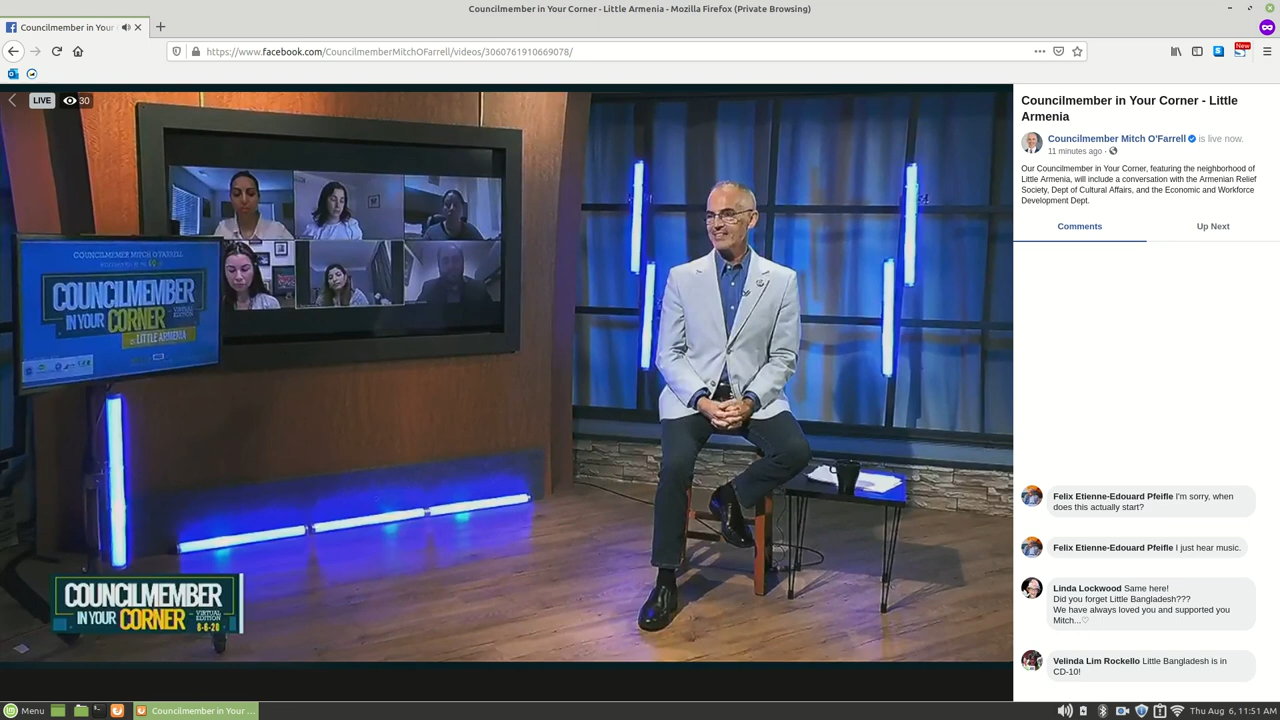 Councilmember in Your Corner - Little Armenia - Mozilla Firefox (Private Browsing)
Councilmember in Your
https://www.facebook.com/CouncilmemberMitchOFarrell/videos/3060761910669078/
New
LIVE
30
COUNCILMEMBER MITCH O'FARRELL
COUNCILMEMBER
IN YOUR CORNER
VIRTUAL
EDITION
LITTLE ARMENIA
COUNCILMEMBER
IN YOUR CORNER
VIRTUAL
EDITION
8-6-20
Councilmember in Your Corner - Little
Armenia
Councilmember Mitch O'Farrell is live now.
11 minutes ago ·
Our Councilmember in Your Corner, featuring the neighborhood of
Little Armenia, will include a conversation with the Armenian Relief
Society, Dept of Cultural Affairs, and the Economic and Workforce
Development Dept.
Comments
Up Next
Felix Etienne-Edouard Pfeifle I'm sorry, when
does this actually start?
Felix Etienne-Edouard Pfeifle I just hear music.
Linda Lockwood Same here!
Did you forget Little Bangladesh???
We have always loved you and supported you
Mitch...♡
Velinda Lim Rockello Little Bangladesh is in
CD-10!
Menu
Councilmember in Your ...
Thu Aug 6, 11:51 AM